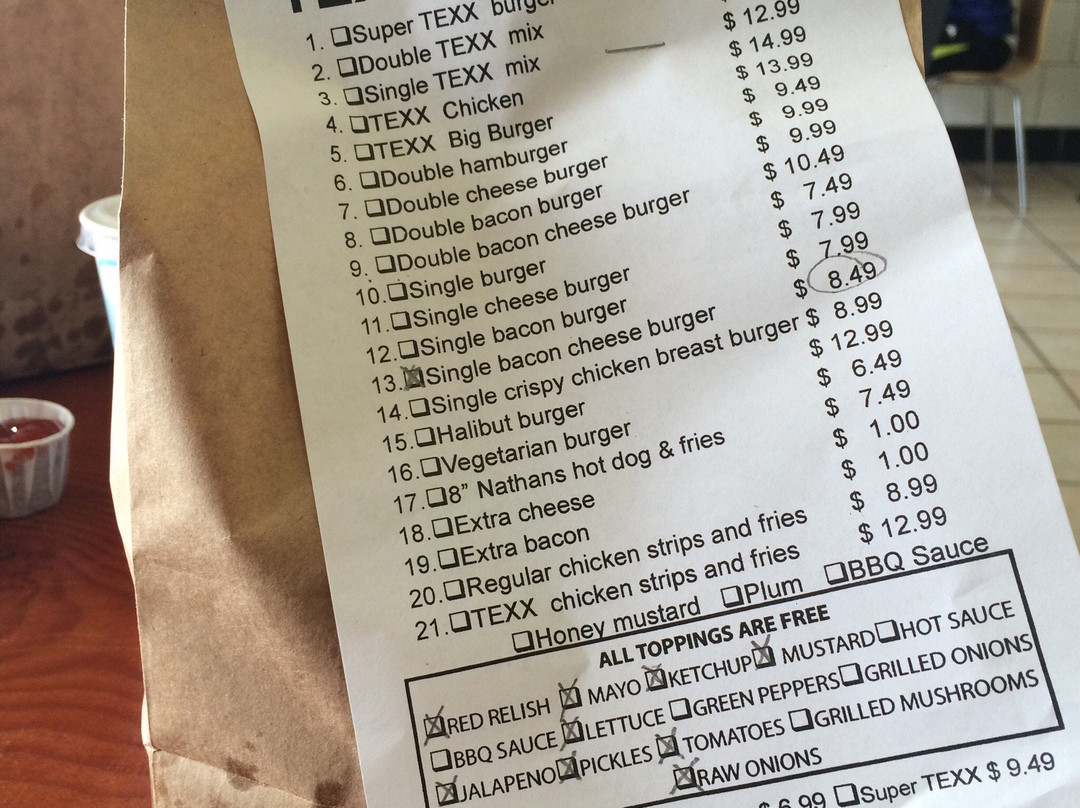 1. ☐Super TEXX burger
2. ☐Double TEXX mix
3. ☐Single TEXX mix $ 12.99
4. ☐TEXX Chicken $ 14.99
5. ☐TEXX Big Burger $ 13.99
6. ☐Double hamburger $ 9.49
7. ☐Double cheese burger $ 9.99
8. ☐Double bacon burger $ 9.99
9. ☐Double bacon cheese burger $ 10.49
10.☐Single burger $ 7.49
11.☐Single cheese burger $ 7.99
12.☐Single bacon burger $ 7.99
13.☒Single bacon cheese burger $ 8.49
14.☐Single crispy chicken breast burger $ 8.99
15.☐Halibut burger $ 12.99
16.☐Vegetarian burger $ 6.49
17.☐8” Nathans hot dog & fries $ 7.49
18.☐Extra cheese $ 1.00
19.☐Extra bacon $ 1.00
20.☐Regular chicken strips and fries $ 8.99
21.☐TEXX chicken strips and fries $ 12.99
☐Honey mustard ☐Plum ☐BBQ Sauce
ALL TOPPINGS ARE FREE
☒RED RELISH ☒ MAYO ☒KETCHUP ☒ MUSTARD ☐HOT SAUCE
☐BBQ SAUCE ☒LETTUCE ☐GREEN PEPPERS ☐GRILLED ONIONS
☒JALAPENO ☒PICKLES ☒ TOMATOES ☐GRILLED MUSHROOMS
☒RAW ONIONS
$ 6.99 ☐Super TEXX $ 9.49